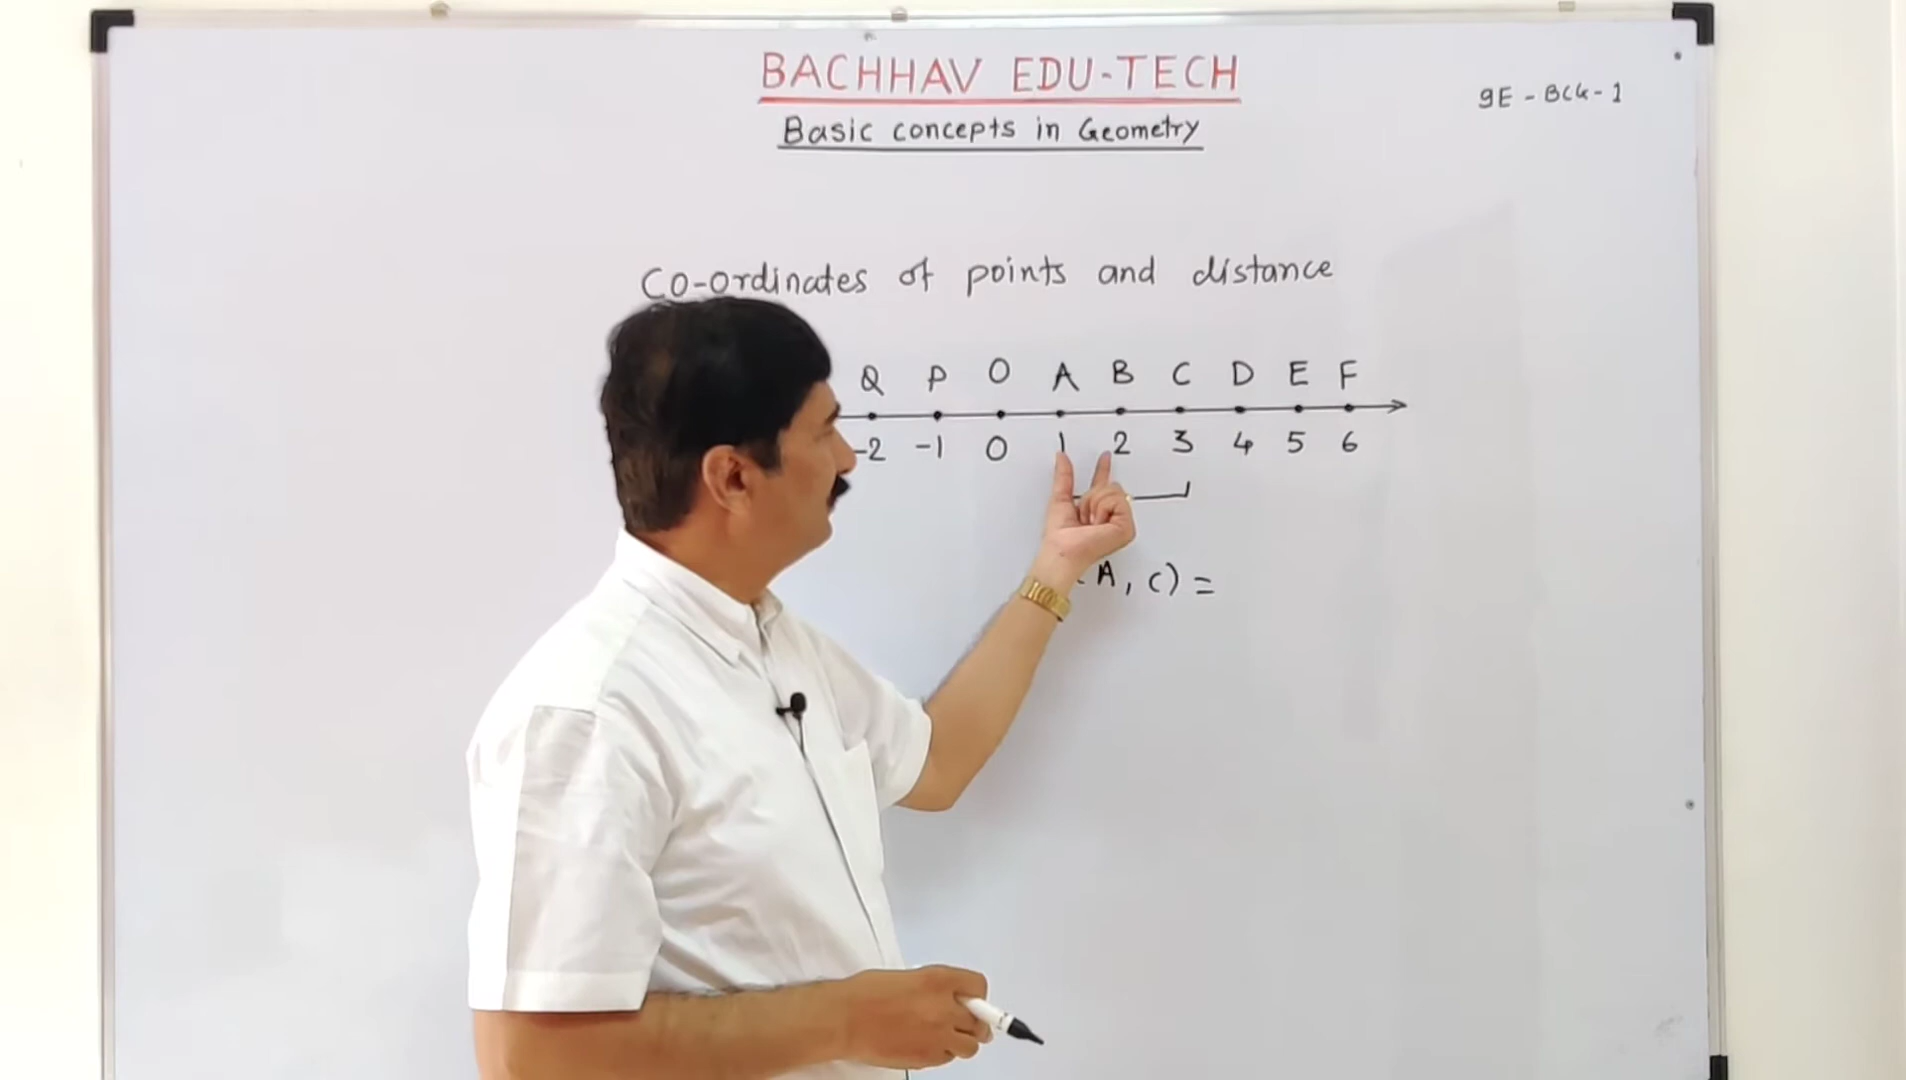 BACHHAV EDU-TECH
9E - BCG - 1
Basic concepts in Geometry
Co-ordinates of points and distance
Q P O A B C D E F
-2 -1 0 1 2 3 4 5 6
A, C) =